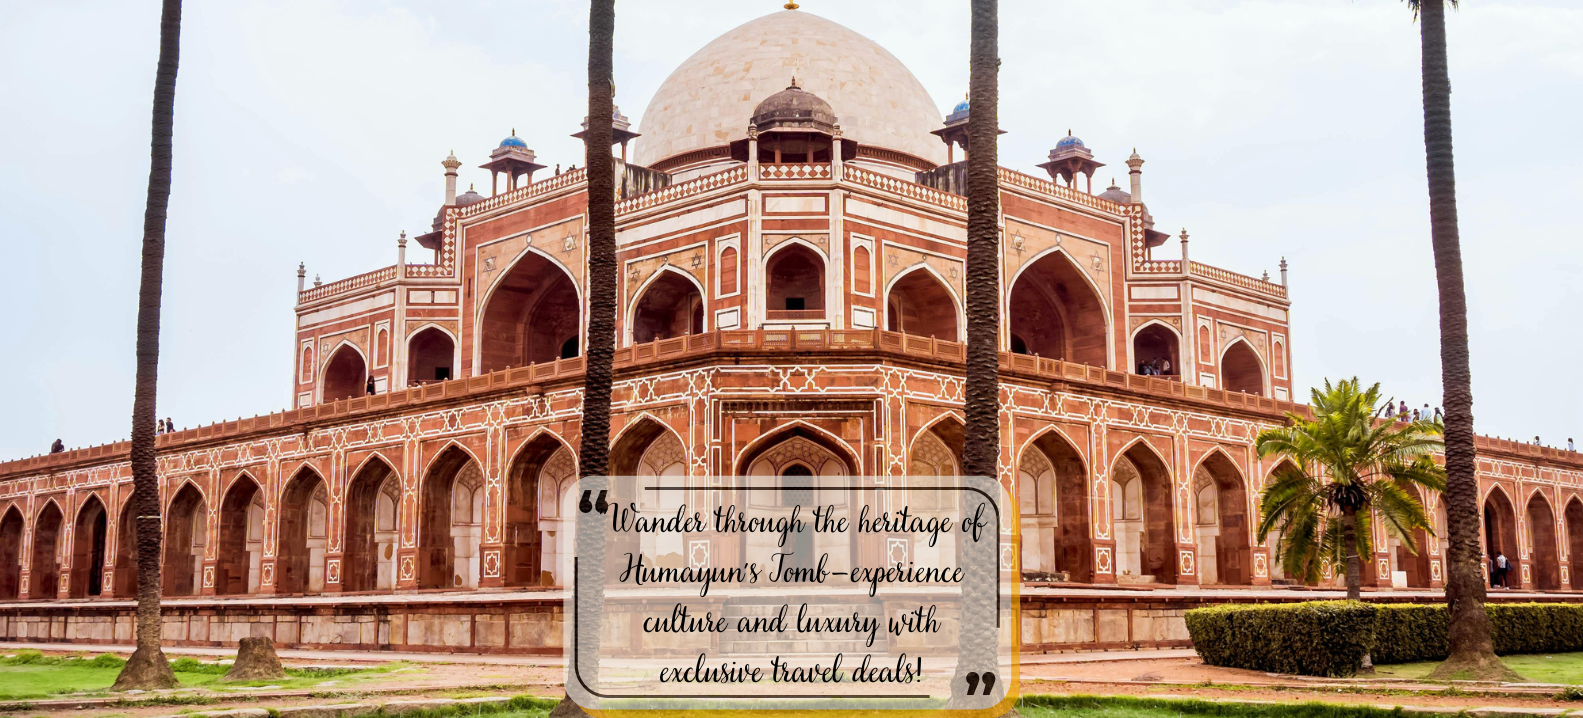 ❝Wander through the heritage of
Humayun's Tomb–experience
culture and luxury with
exclusive travel deals!❞